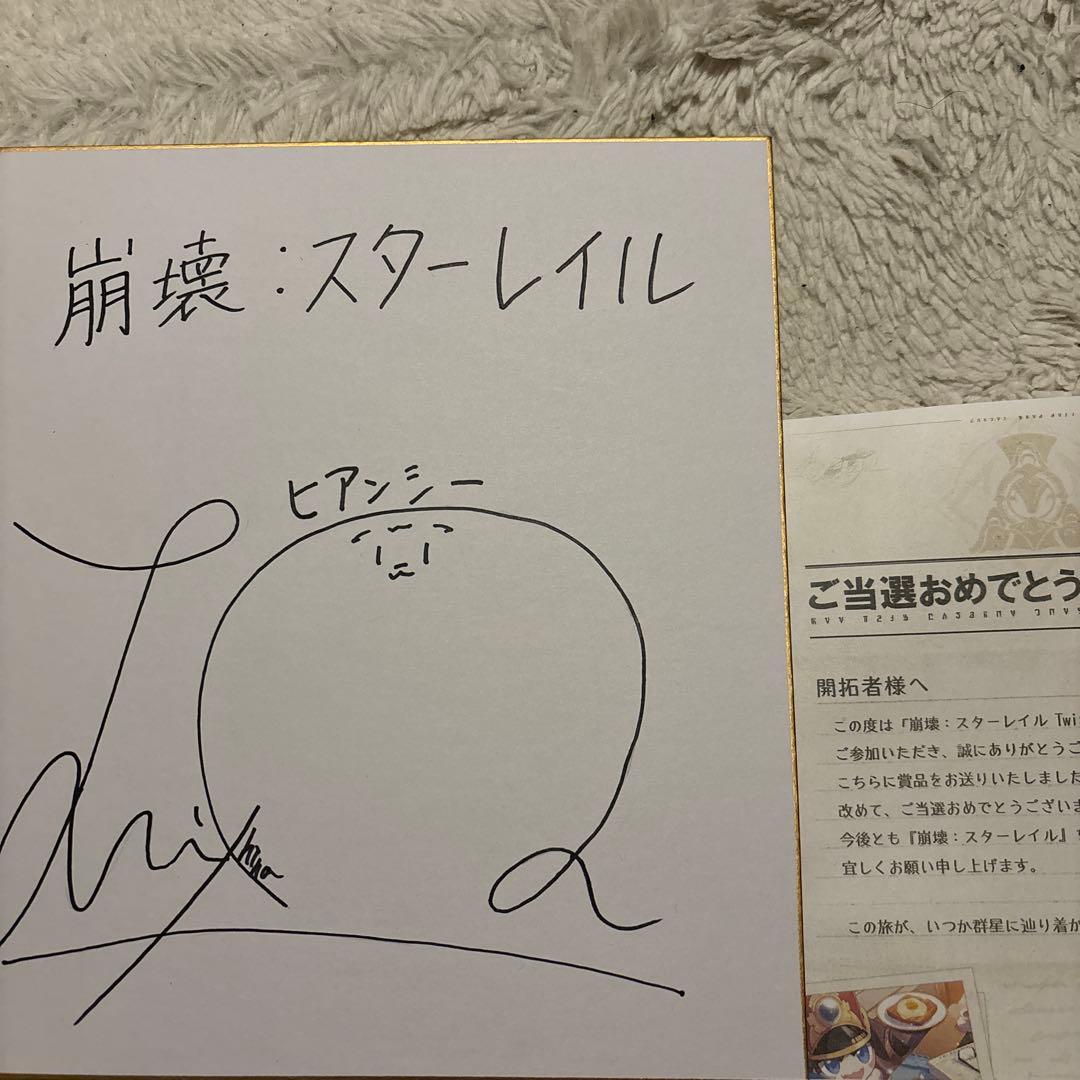 崩壊:スターレイル
ヒアンシー
ご当選おめでとう
開拓者様へ
この度は「崩壊:スターレイル Twi
ご参加いただき、誠にありがとうご
こちらに賞品をお送りいたしました
改めて、ご当選おめでとうございま
今後とも『崩壊:スターレイル』を
宜しくお願い申し上げます。
この旅が、いつか群星に辿り着か